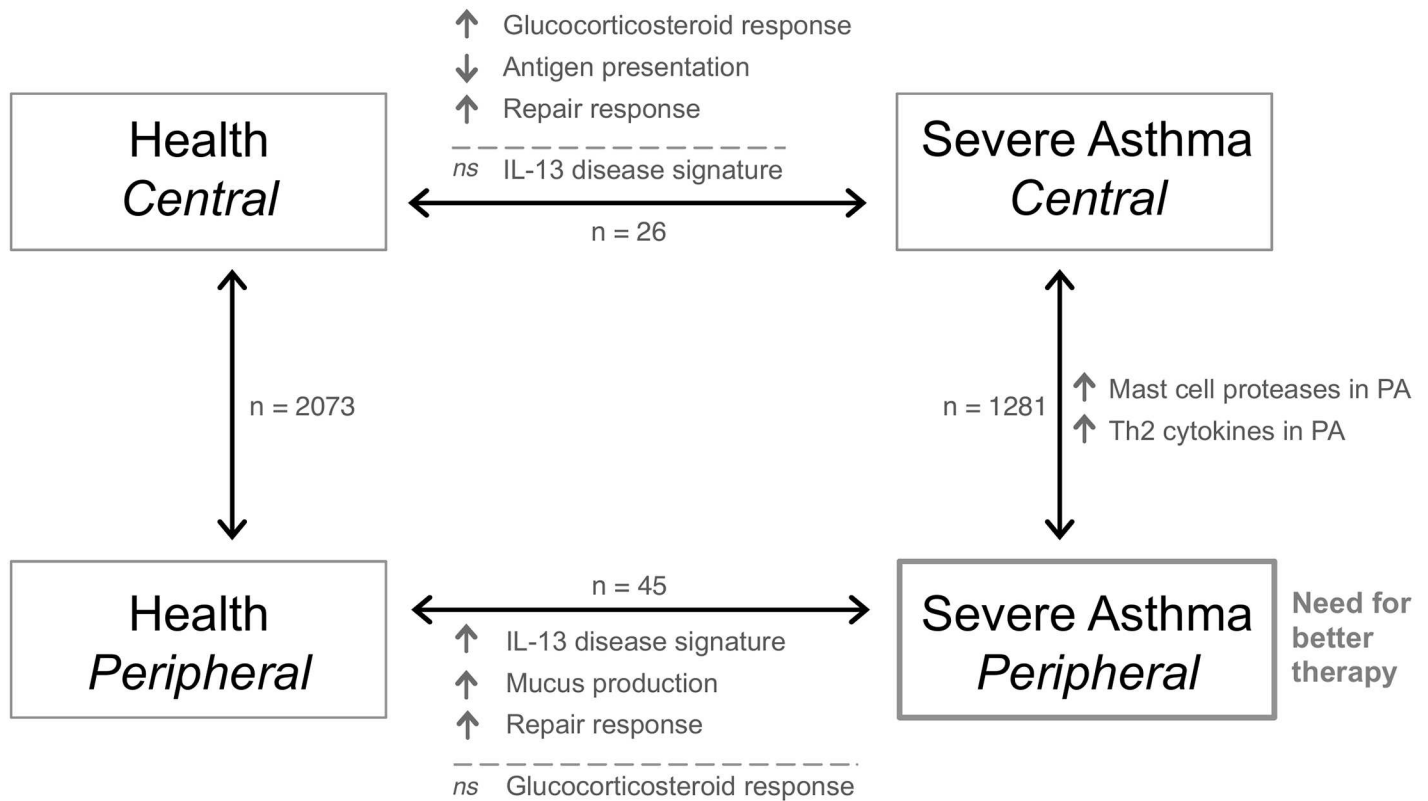 ↑ Glucocorticosteroid response
↓ Antigen presentation
↑ Repair response
ns IL-13 disease signature
n = 26
Health
Central
Severe Asthma
Central
n = 2073
n = 1281
↑ Mast cell proteases in PA
↑ Th2 cytokines in PA
Health
Peripheral
n = 45
↑ IL-13 disease signature
↑ Mucus production
↑ Repair response
ns Glucocorticosteroid response
Severe Asthma
Peripheral
Need for
better
therapy